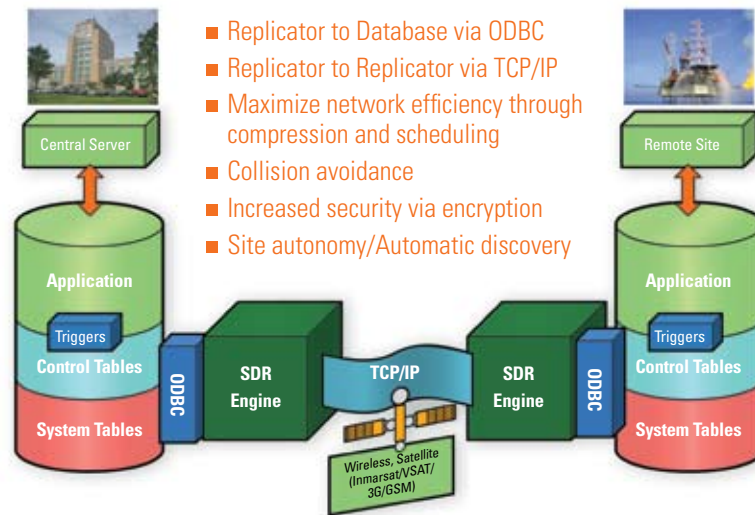 Replicator to Database via ODBC
Replicator to Replicator via TCP/IP
Maximize network efficiency through
compression and scheduling
Collision avoidance
Increased security via encryption
Site autonomy/Automatic discovery
Central Server
Remote Site
Application
Triggers
Control Tables
System Tables
ODBC
SDR
Engine
TCP/IP
Wireless, Satellite
(Inmarsat/VSAT/
3G/GSM)
SDR
Engine
ODBC
Application
Triggers
Control Tables
System Tables